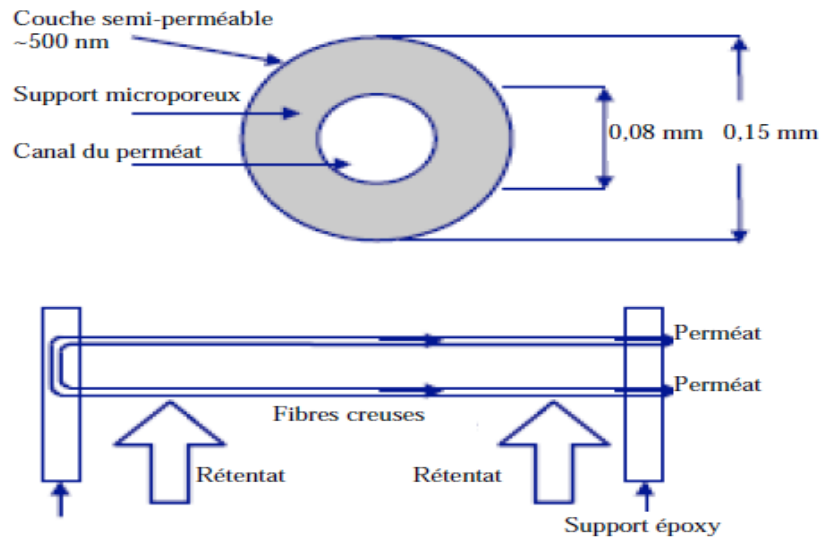 Couche semi-perméable
~500 nm
Support microporeux
Canal du perméat
0,08 mm 0,15 mm
Perméat
Perméat
Fibres creuses
Rétentat Rétentat
Support époxy